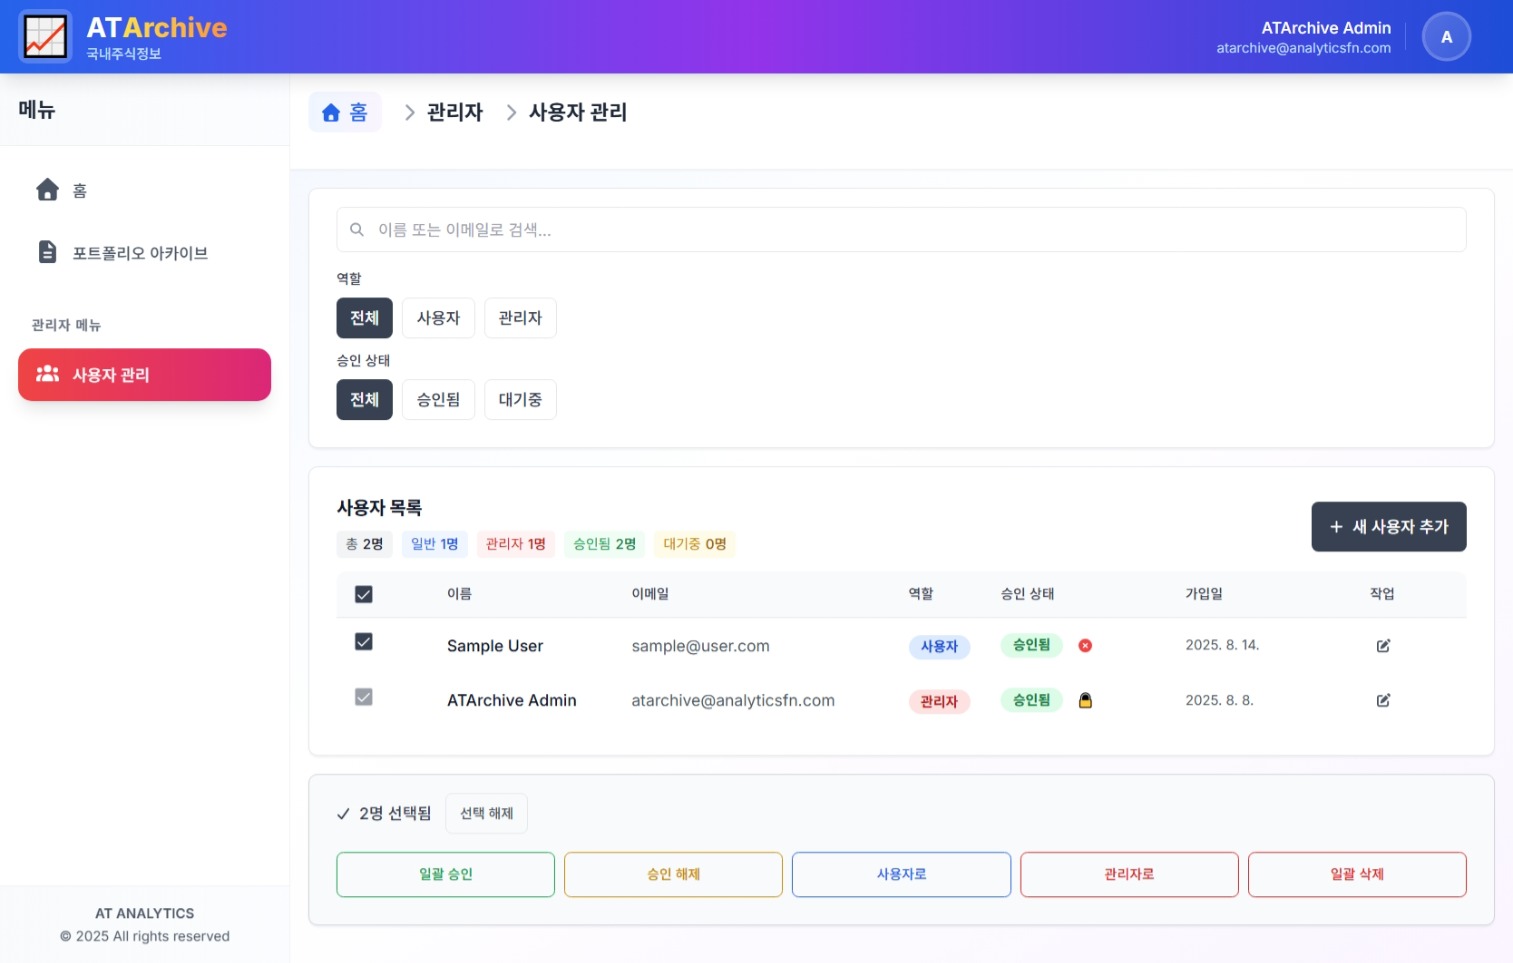 ATArchive
국내주식정보
ATArchive Admin
atarchive@analyticsfn.com
A
메뉴
홈
포트폴리오 아카이브
관리자 메뉴
사용자 관리
AT ANALYTICS
© 2025 All rights reserved
홈 관리자 사용자 관리
이름 또는 이메일로 검색...
역할
전체 사용자 관리자
승인 상태
전체 승인됨 대기중
사용자 목록
총 2명 일반 1명 관리자 1명 승인됨 2명 대기중 0명
+ 새 사용자 추가
이름 이메일 역할 승인 상태 가입일 작업
Sample User sample@user.com 사용자 승인됨 2025. 8. 14.
ATArchive Admin atarchive@analyticsfn.com 관리자 승인됨 2025. 8. 8.
✓ 2명 선택됨 선택 해제
일괄 승인 승인 해제 사용자로 관리자로 일괄 삭제